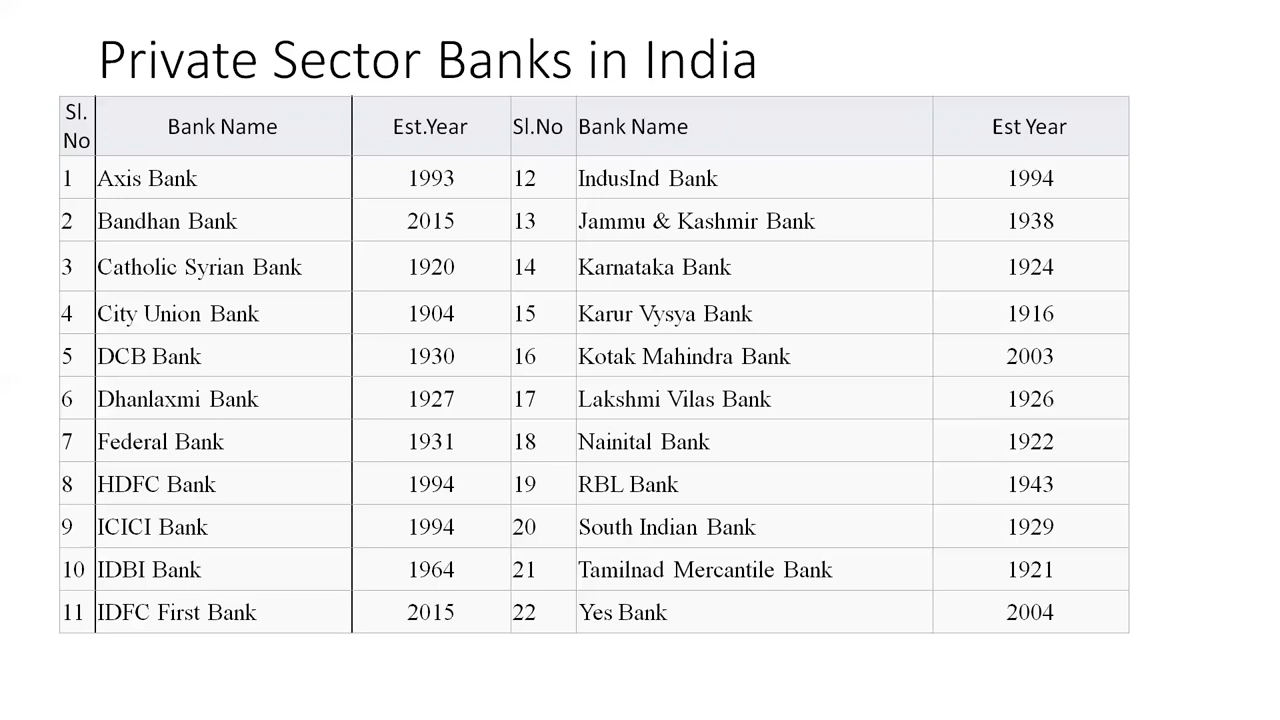 Private Sector Banks in India
Sl. No Bank Name Est.Year Sl.No Bank Name Est Year
1 Axis Bank 1993 12 IndusInd Bank 1994
2 Bandhan Bank 2015 13 Jammu & Kashmir Bank 1938
3 Catholic Syrian Bank 1920 14 Karnataka Bank 1924
4 City Union Bank 1904 15 Karur Vysya Bank 1916
5 DCB Bank 1930 16 Kotak Mahindra Bank 2003
6 Dhanlaxmi Bank 1927 17 Lakshmi Vilas Bank 1926
7 Federal Bank 1931 18 Nainital Bank 1922
8 HDFC Bank 1994 19 RBL Bank 1943
9 ICICI Bank 1994 20 South Indian Bank 1929
10 IDBI Bank 1964 21 Tamilnad Mercantile Bank 1921
11 IDFC First Bank 2015 22 Yes Bank 2004